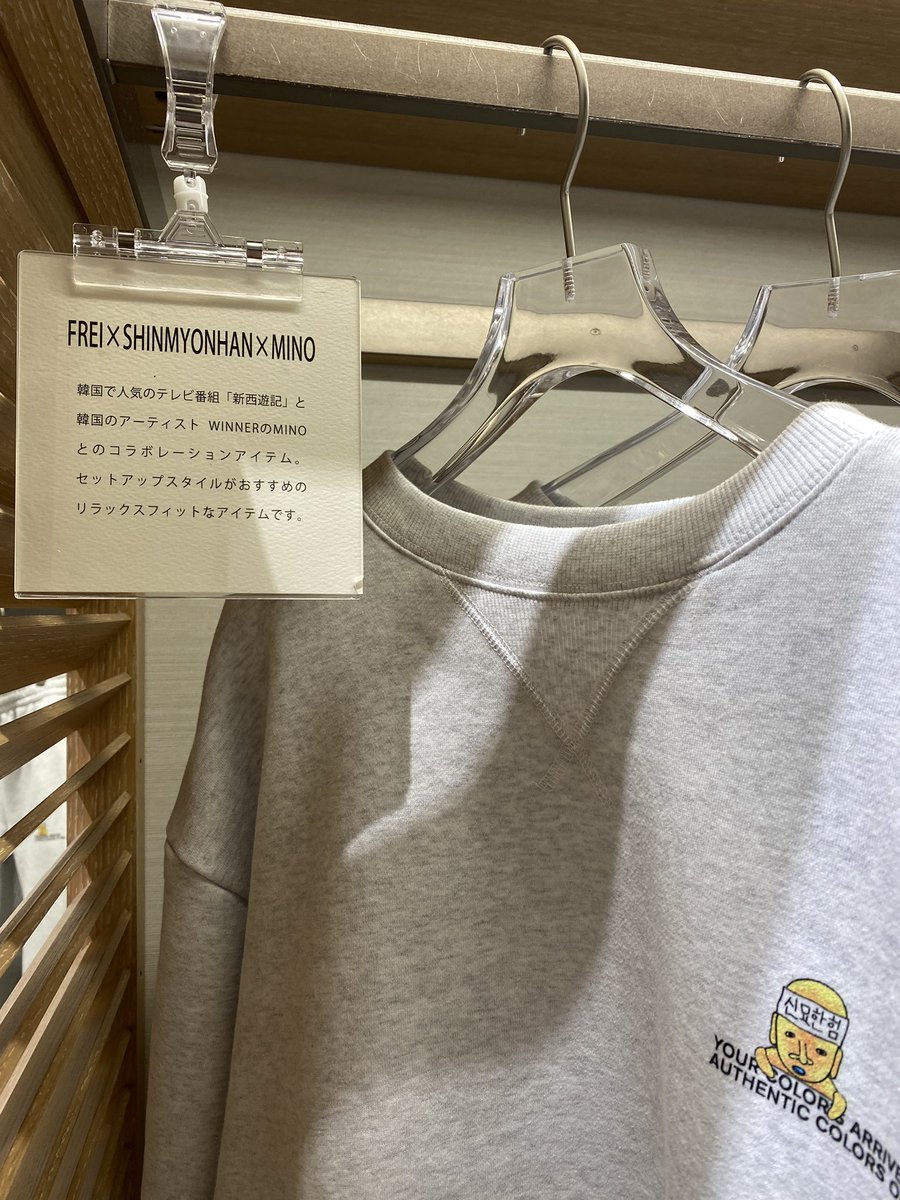 FREI×SHINMYONHAN×MINO
韓国で人気のテレビ番組「新西遊記」と
韓国のアーティスト WINNERのMINO
とのコラボレーションアイテム。
セットアップスタイルがおすすめの
リラックスフィットなアイテムです。
신묘한험
YOUR COLORS ARRIVE
AUTHENTIC COLORS O